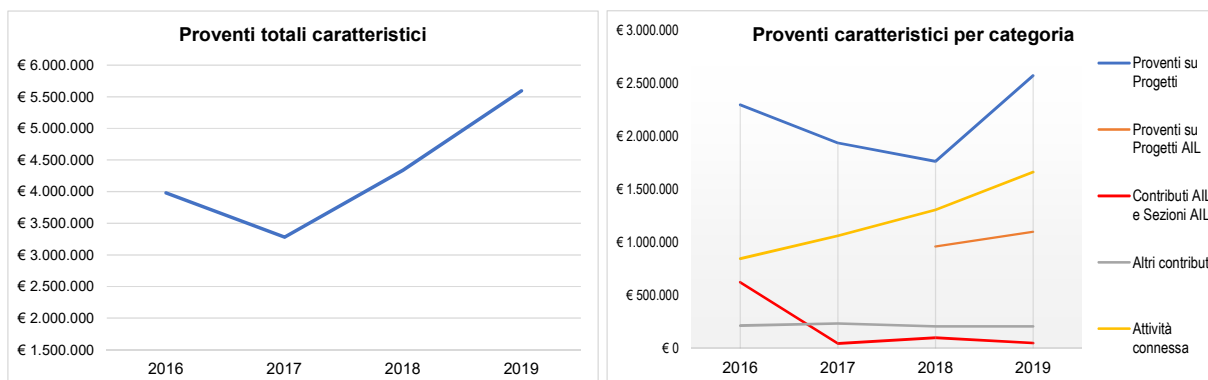 Proventi totali caratteristici
€ 6.000.000
€ 5.500.000
€ 5.000.000
€ 4.500.000
€ 4.000.000
€ 3.500.000
€ 3.000.000
€ 2.500.000
€ 2.000.000
€ 1.500.000
2016 2017 2018 2019
Proventi caratteristici per categoria
€ 3.000.000
€ 2.500.000
€ 2.000.000
€ 1.500.000
€ 1.000.000
€ 500.000
€ 0
2016 2017 2018 2019
Proventi su
Progetti
Proventi su
Progetti AIL
Contributi AIL
e Sezioni AIL
Altri contribut
Attività
connessa